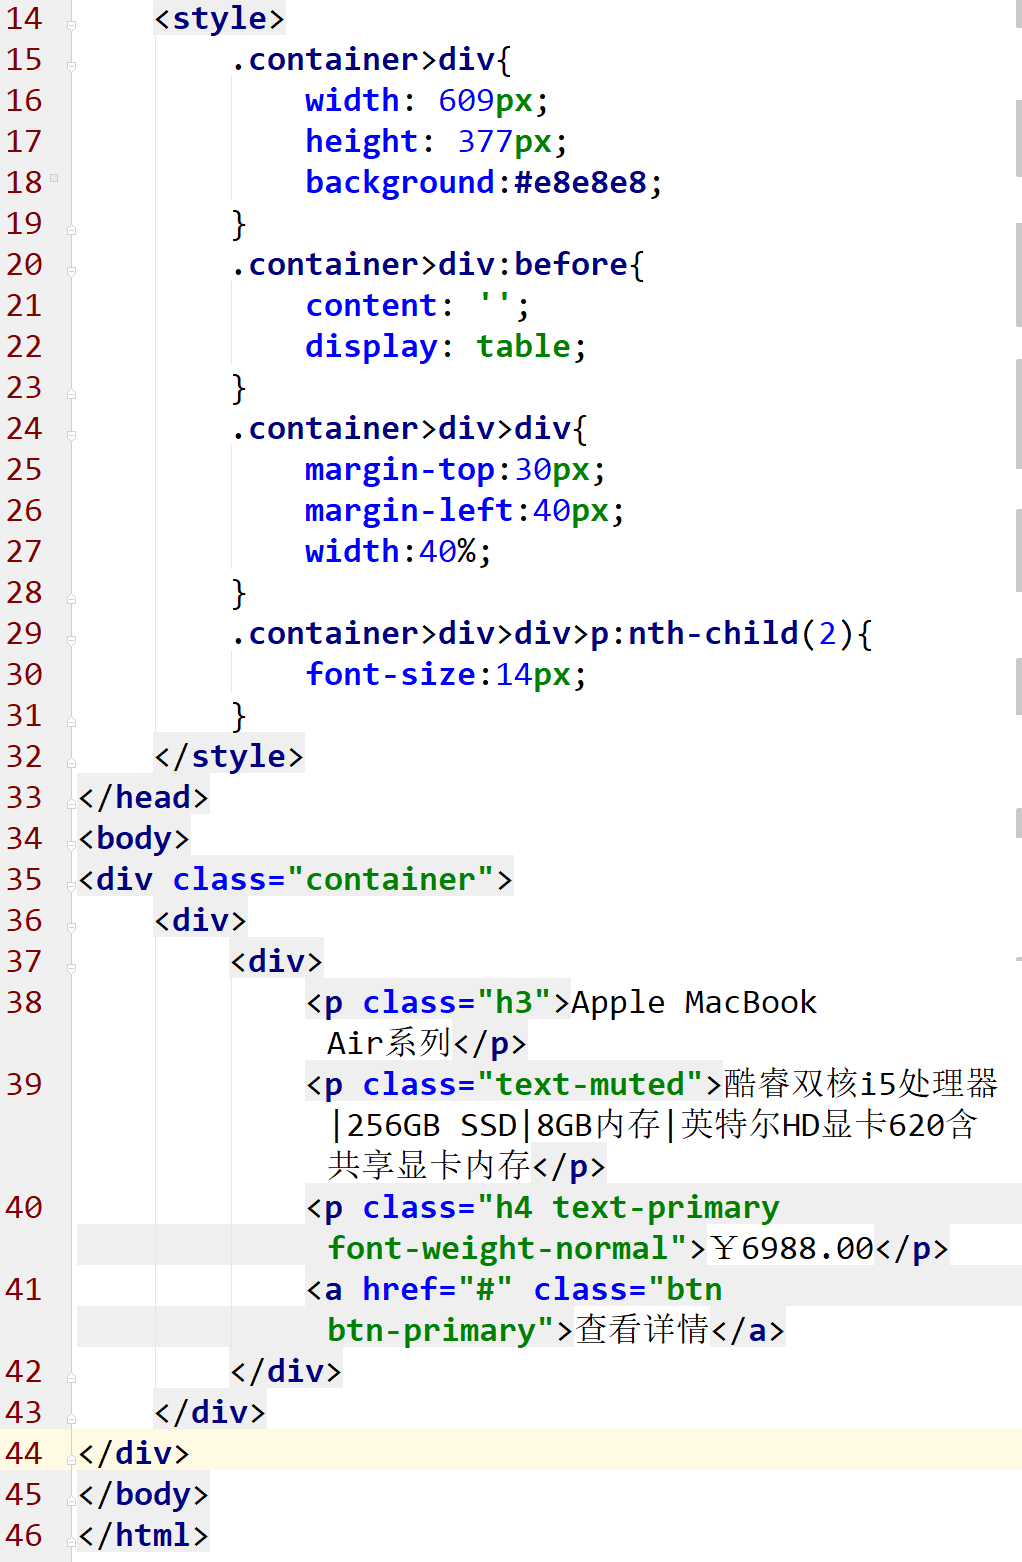 14 <style>
15 .container>div{
16 width: 609px;
17 height: 377px;
18 background:#e8e8e8;
19 }
20 .container>div:before{
21 content: '';
22 display: table;
23 }
24 .container>div>div{
25 margin-top:30px;
26 margin-left:40px;
27 width:40%;
28 }
29 .container>div>div>p:nth-child(2){
30 font-size:14px;
31 }
32 </style>
33 </head>
34 <body>
35 <div class="container">
36 <div>
37 <div>
38 <p class="h3">Apple MacBook
Air系列</p>
39 <p class="text-muted">酷睿双核i5处理器
|256GB SSD|8GB内存|英特尔HD显卡620含
共享显卡内存</p>
40 <p class="h4 text-primary
font-weight-normal">￥6988.00</p>
41 <a href="#" class="btn
btn-primary">查看详情</a>
42 </div>
43 </div>
44 </div>
45 </body>
46 </html>